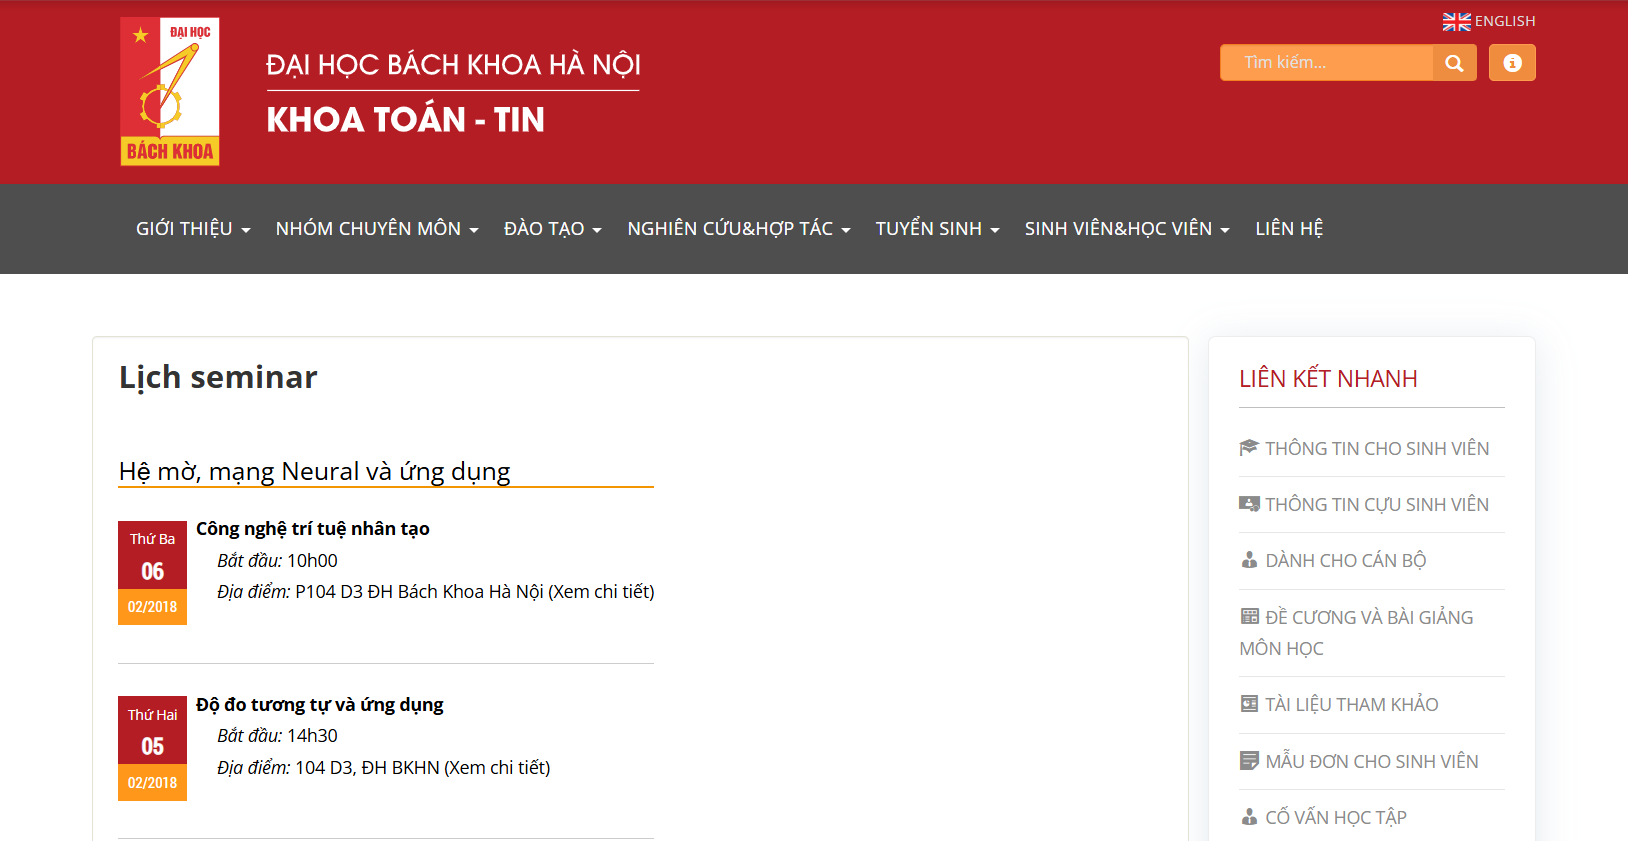 ĐẠI HỌC
BÁCH KHOA
ĐẠI HỌC BÁCH KHOA HÀ NỘI
KHOA TOÁN - TIN
ENGLISH
Tìm kiếm...
GIỚI THIỆU
NHÓM CHUYÊN MÔN
ĐÀO TẠO
NGHIÊN CỨU&HỢP TÁC
TUYỂN SINH
SINH VIÊN&HỌC VIÊN
LIÊN HỆ
Lịch seminar
Hệ mờ, mạng Neural và ứng dụng
Thứ Ba
06
02/2018
Công nghệ trí tuệ nhân tạo
Bắt đầu: 10h00
Địa điểm: P104 D3 ĐH Bách Khoa Hà Nội (Xem chi tiết)
Thứ Hai
05
02/2018
Độ đo tương tự và ứng dụng
Bắt đầu: 14h30
Địa điểm: 104 D3, ĐH BKHN (Xem chi tiết)
LIÊN KẾT NHANH
THÔNG TIN CHO SINH VIÊN
THÔNG TIN CỰU SINH VIÊN
DÀNH CHO CÁN BỘ
ĐỀ CƯƠNG VÀ BÀI GIẢNG
MÔN HỌC
TÀI LIỆU THAM KHẢO
MẪU ĐƠN CHO SINH VIÊN
CỐ VẤN HỌC TẬP